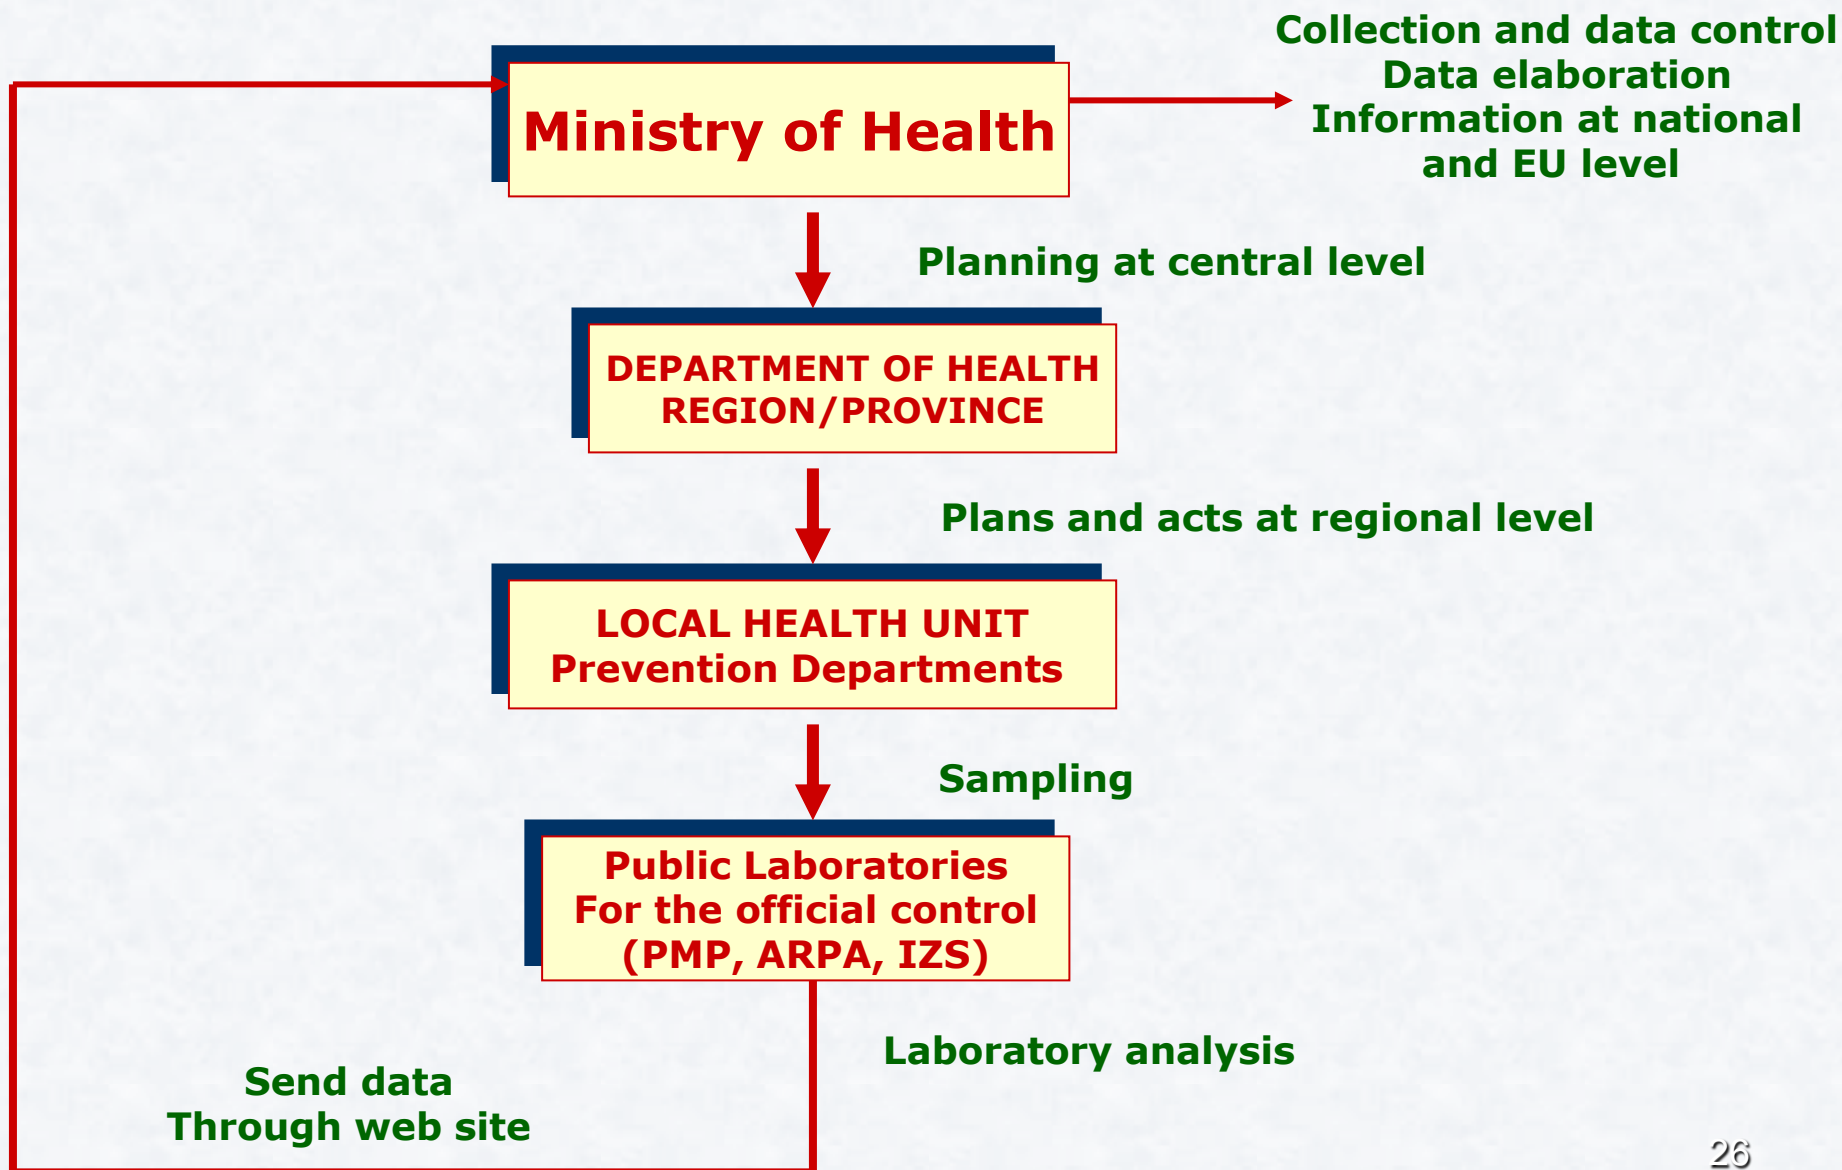 Collection and data control
Data elaboration
Information at national
and EU level
Ministry of Health
Planning at central level
DEPARTMENT OF HEALTH
REGION/PROVINCE
Plans and acts at regional level
LOCAL HEALTH UNIT
Prevention Departments
Sampling
Public Laboratories
For the official control
(PMP, ARPA, IZS)
Laboratory analysis
Send data
Through web site
26